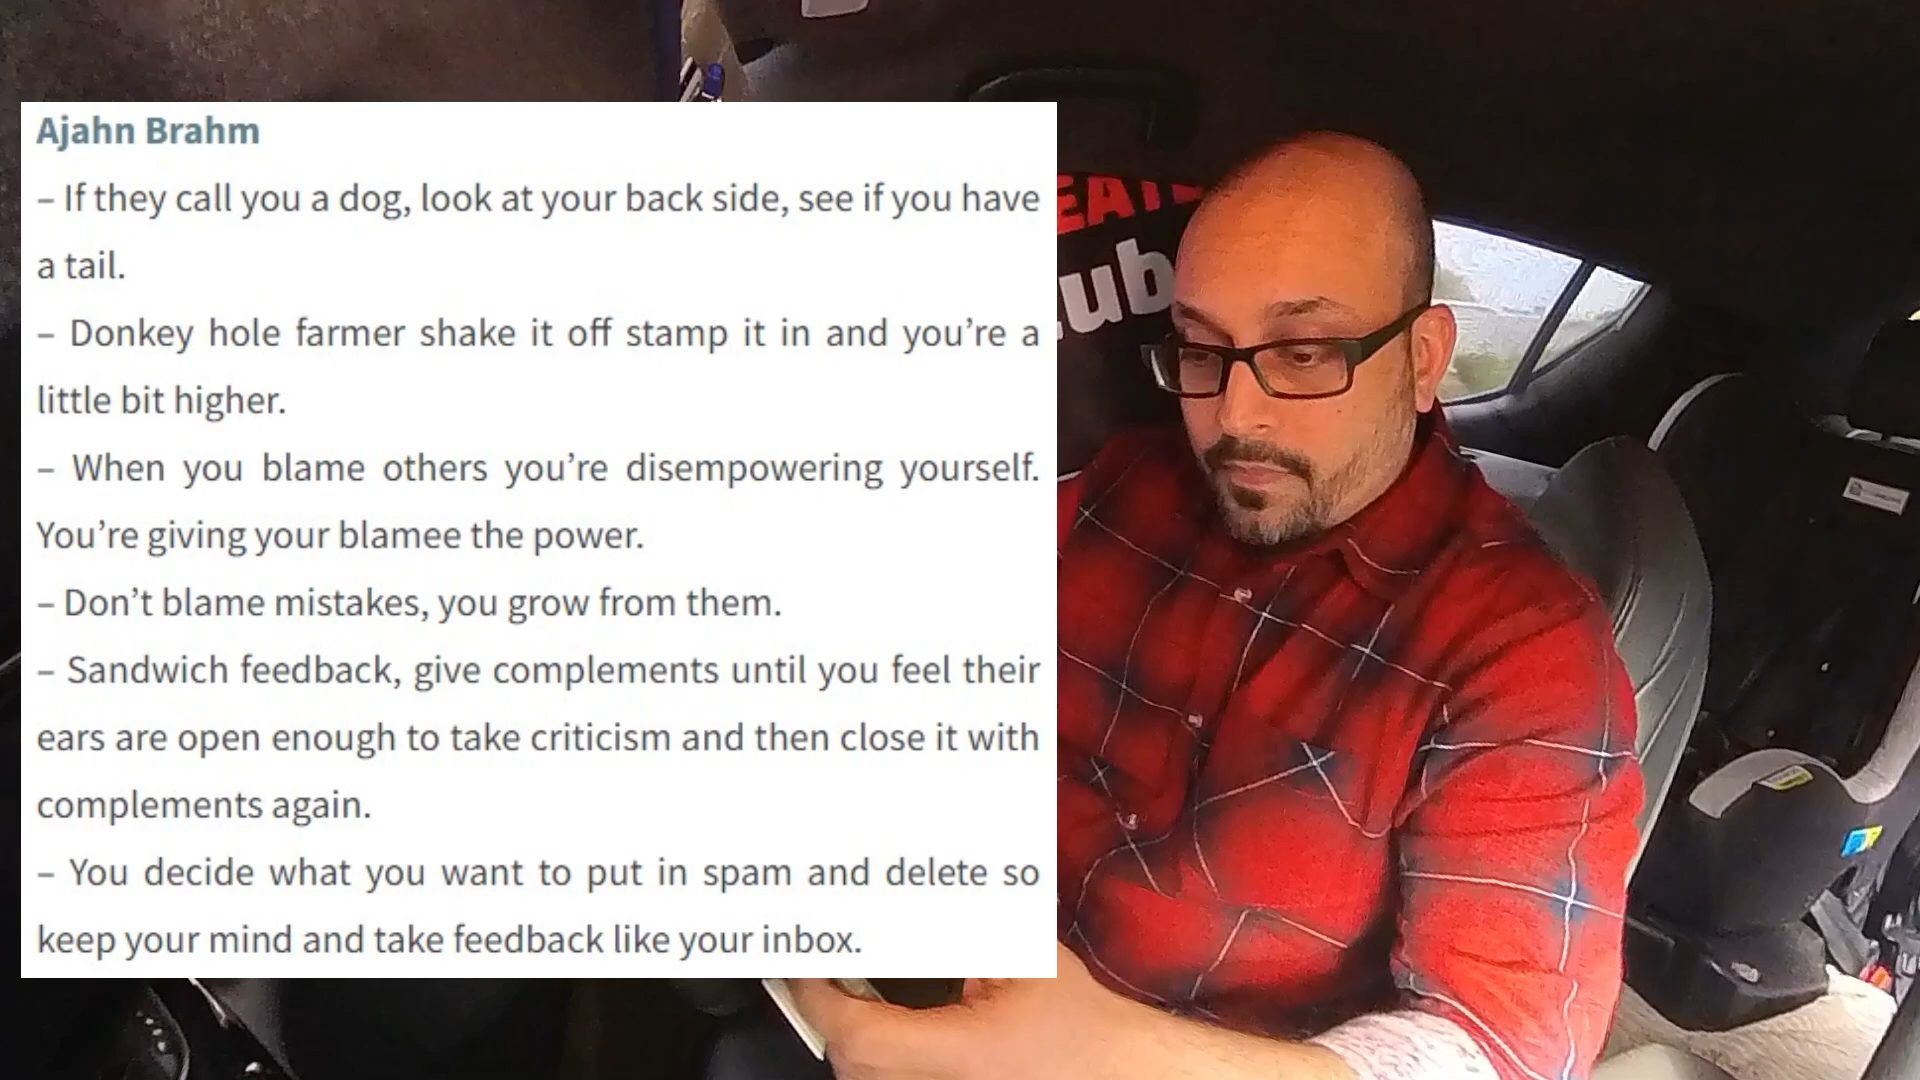 Ajahn Brahm
– If they call you a dog, look at your back side, see if you have
a tail.
– Donkey hole farmer shake it off stamp it in and you’re a
little bit higher.
– When you blame others you’re disempowering yourself.
You’re giving your blamee the power.
– Don’t blame mistakes, you grow from them.
– Sandwich feedback, give complements until you feel their
ears are open enough to take criticism and then close it with
complements again.
– You decide what you want to put in spam and delete so
keep your mind and take feedback like your inbox.